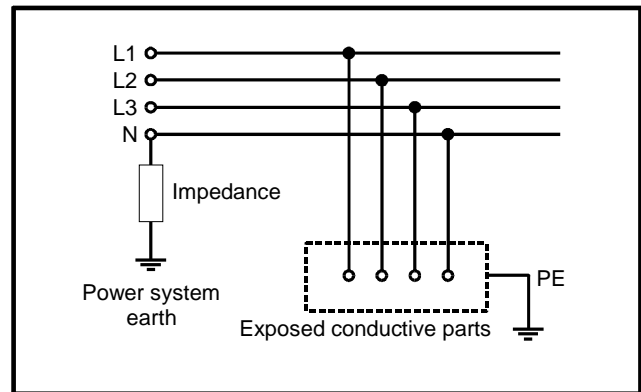 L1
L2
L3
N
Impedance
Power system
earth
PE
Exposed conductive parts